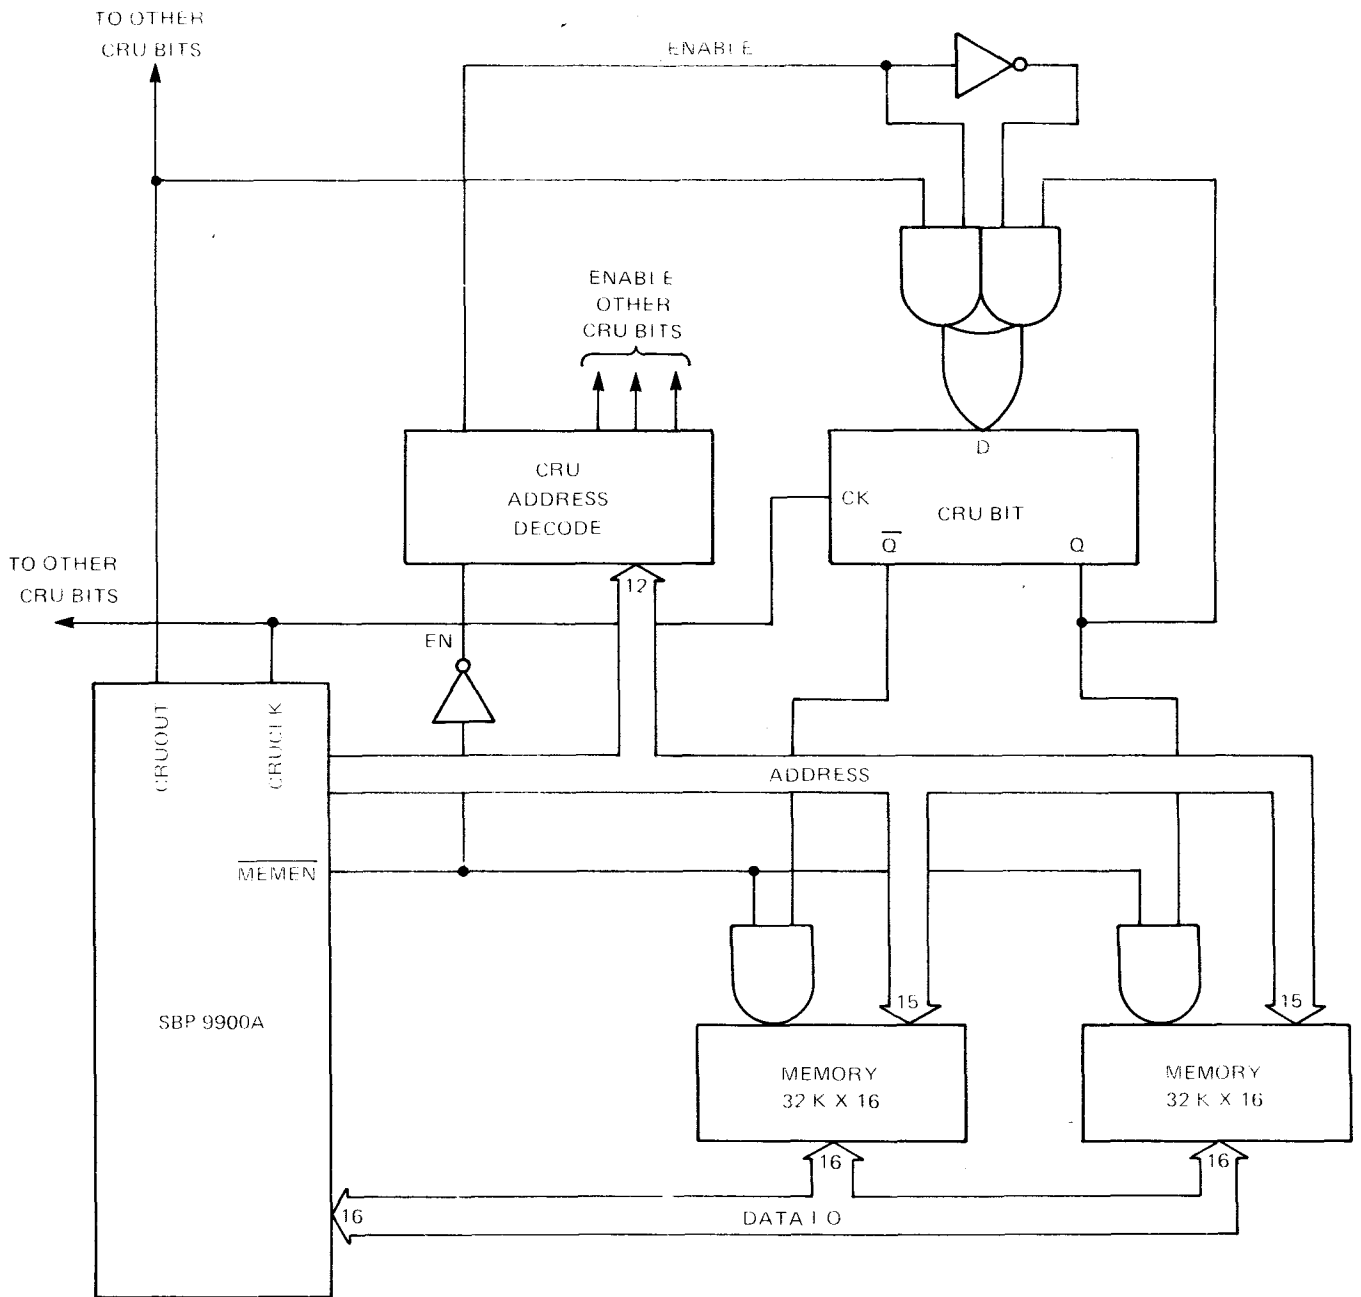 TO OTHER
CRU BITS
ENABLE
ENABLE
OTHER
CRU BITS
CRU
ADDRESS
DECODE
D
CK
CRU BIT
Q
Q
12
TO OTHER
CRU BITS
EN
CRUOUT
CRUCLK
ADDRESS
MEMEN
SBP 9900A
15
15
MEMORY
32 K X 16
MEMORY
32 K X 16
16
16
16
DATA I O